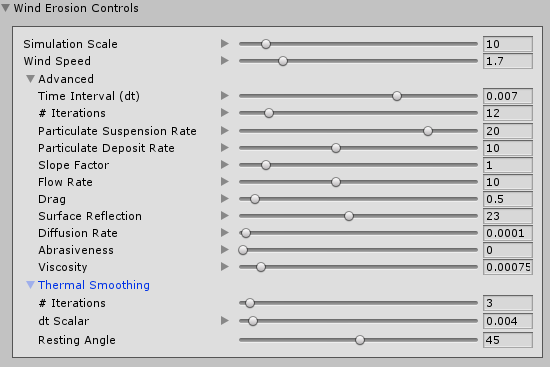 Wind Erosion Controls
Simulation Scale 10
Wind Speed 1.7
Advanced
Time Interval (dt) 0.007
# Iterations 12
Particulate Suspension Rate 20
Particulate Deposit Rate 10
Slope Factor 1
Flow Rate 10
Drag 0.5
Surface Reflection 23
Diffusion Rate 0.0001
Abrasiveness 0
Viscosity 0.00075
Thermal Smoothing
# Iterations 3
dt Scalar 0.004
Resting Angle 45